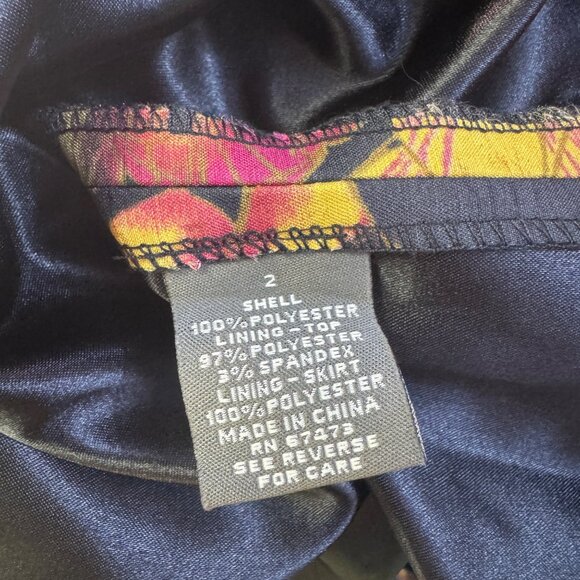 2
SHELL
100% POLYESTER
LINING - TOP
97% POLYESTER
3% SPANDEX
LINING - SKIRT
100% POLYESTER
MADE IN CHINA
RN 67473
SEE REVERSE
FOR CARE